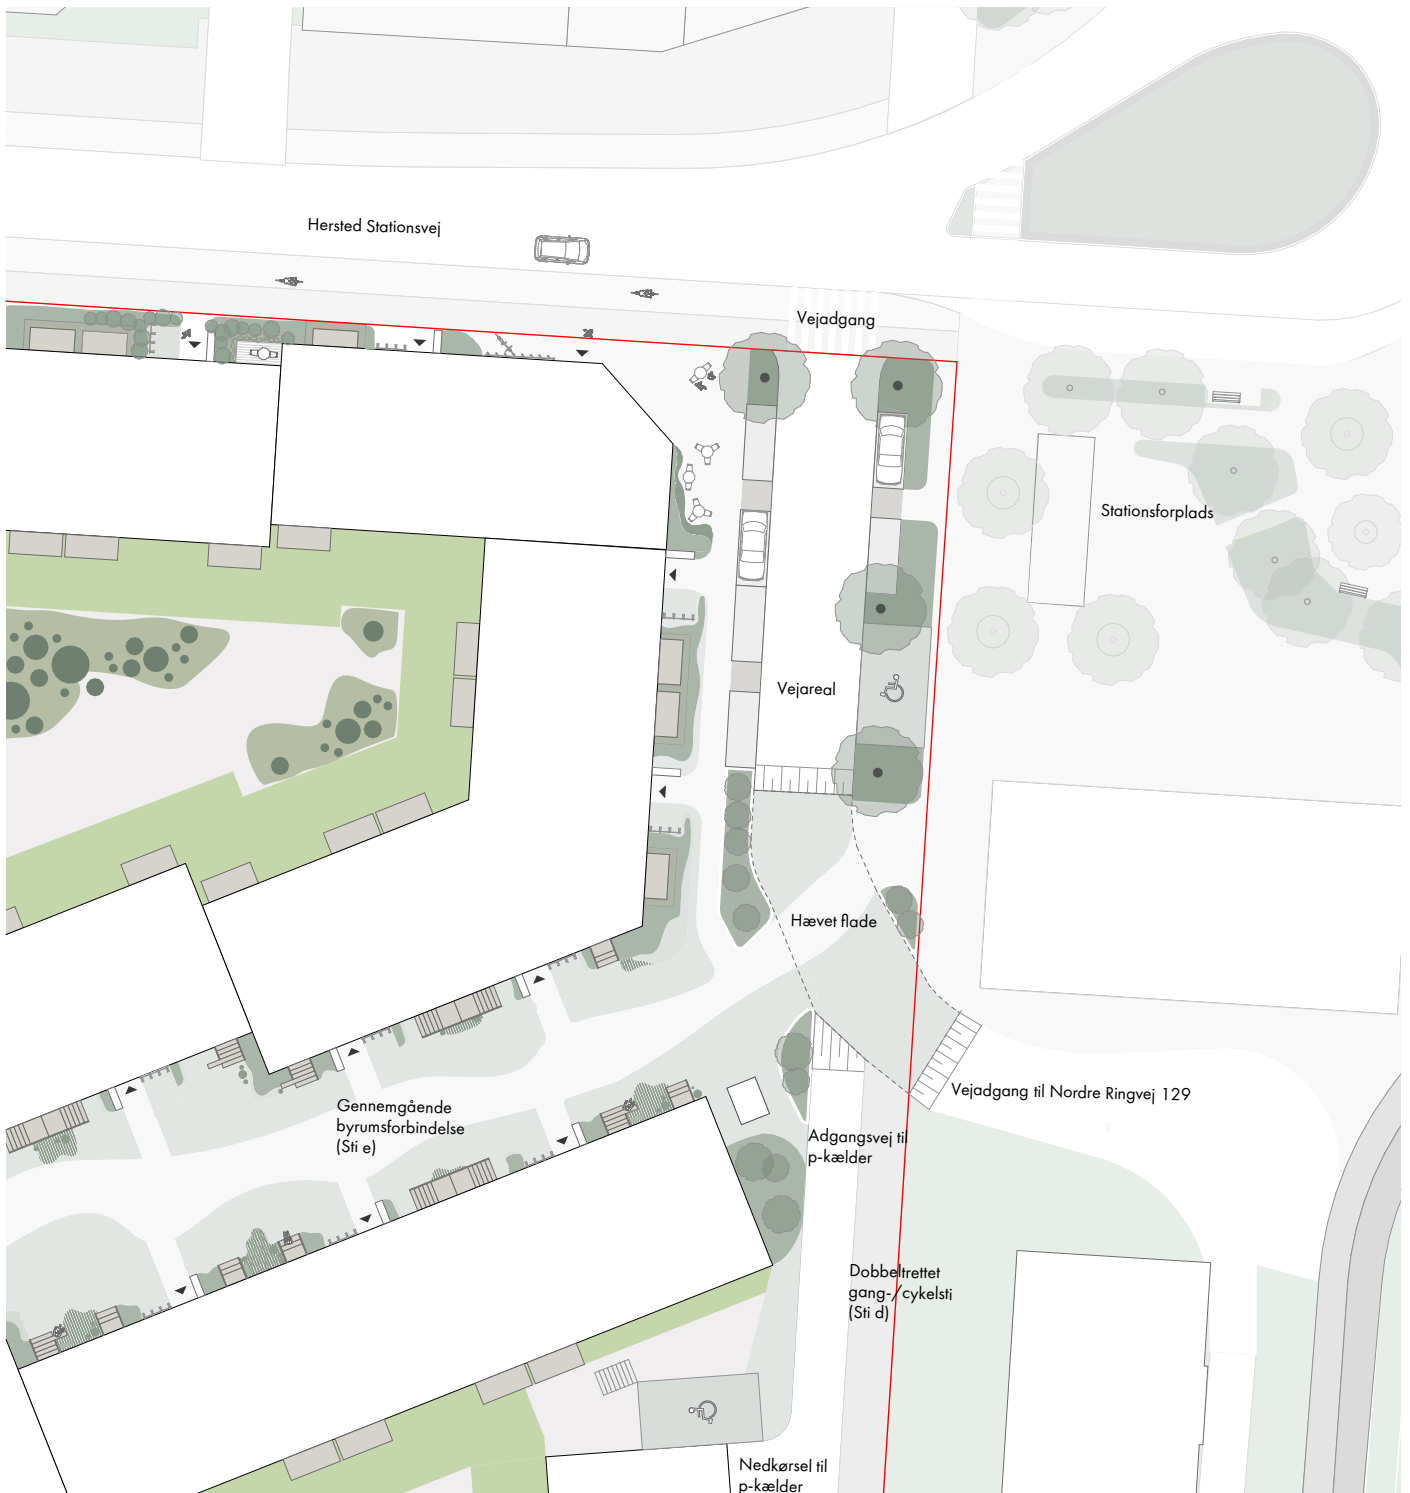 Hersted Stationsvej
Vejadgang
Stationsforplads
Vejareal
Hævet flade
Vejadgang til Nordre Ringvej 129
Gennemgående
byrumsforbindelse
(Sti e)
Adgangsvej til
p-kælder
Dobbeltrettet
gang-/cykelsti
(Sti d)
Nedkørsel til
p-kælder